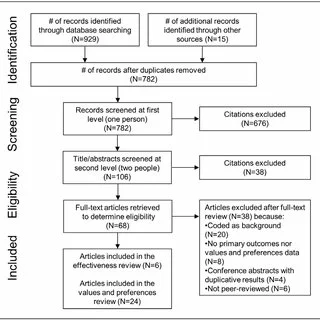 Identification
# of records identified
through database searching
(N=929)
# of additional records
identified through other
sources (N=15)
# of records after duplicates removed
(N=782)
Screening
Records screened at first
level (one person)
(N=782)
Citations excluded
(N=676)
Title/abstracts screened at
second level (two people)
(N=106)
Citations excluded
(N=38)
Eligibility
Full-text articles retrieved
to determine eligibility
(N=68)
Articles excluded after full-text
review (N=38) because:
•Coded as background
(N=20)
•No primary outcomes nor
values and preferences data
(N=8)
•Conference abstracts with
duplicative results (N=4)
•Not peer-reviewed (N=6)
Included
Articles included in the
effectiveness review (N=6)
Articles included in the
values and preferences
review (N=24)